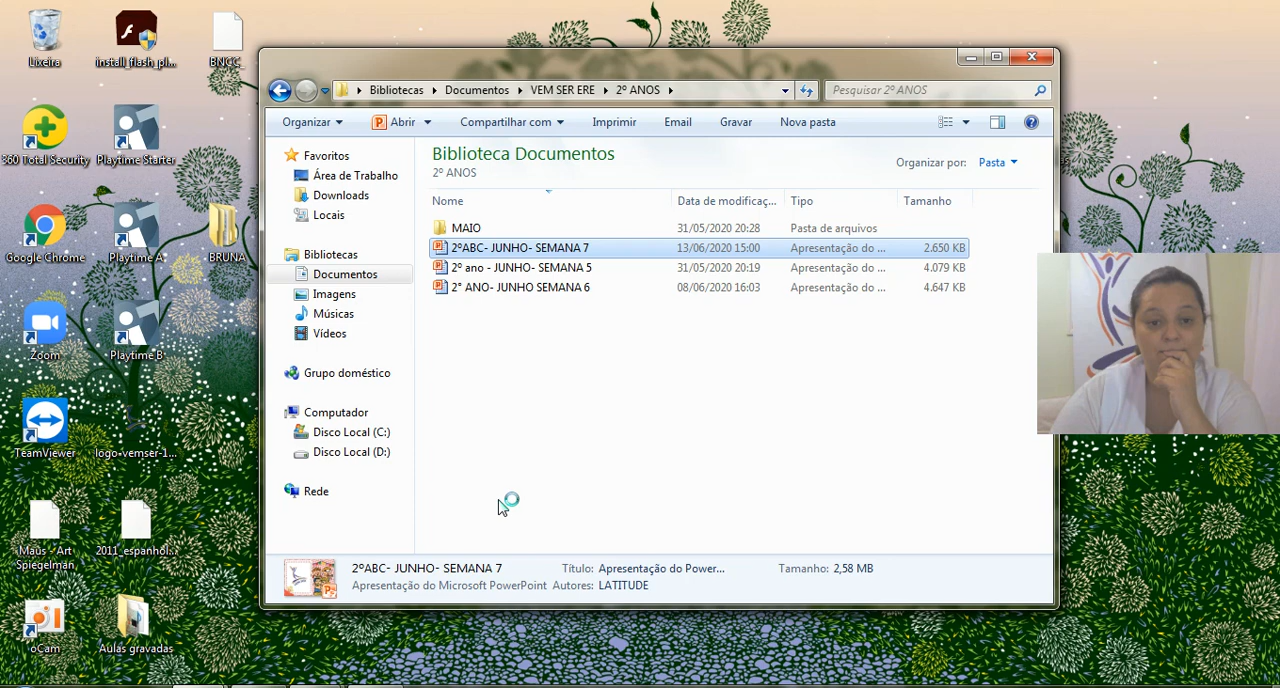 Lixeira
install_flash_pl...
BNCC_
360 Total Security
Playtime Starter
Google Chrome
Playtime A
BRUNA
Zoom
Playtime B
TeamViewer
logo-vemser-1...
Maus - Art
Spiegelman
2011_espanhol...
oCam
Aulas gravadas
Bibliotecas
Documentos
VEM SER ERE
2º ANOS
Pesquisar 2º ANOS
Organizar
Abrir
Compartilhar com
Imprimir
Email
Gravar
Nova pasta
Favoritos
Área de Trabalho
Downloads
Locais
Bibliotecas
Documentos
Imagens
Músicas
Vídeos
Grupo doméstico
Computador
Disco Local (C:)
Disco Local (D:)
Rede
Biblioteca Documentos
2º ANOS
Organizar por: Pasta
Nome Data de modificaç... Tipo Tamanho
MAIO 31/05/2020 20:28 Pasta de arquivos
2ºABC- JUNHO- SEMANA 7 13/06/2020 15:00 Apresentação do ... 2.650 KB
2º ano - JUNHO- SEMANA 5 31/05/2020 20:19 Apresentação do ... 4.079 KB
2° ANO- JUNHO SEMANA 6 08/06/2020 16:03 Apresentação do ... 4.647 KB
2ºABC- JUNHO- SEMANA 7 Título: Apresentação do Power... Tamanho: 2,58 MB
Apresentação do Microsoft PowerPoint Autores: LATITUDE